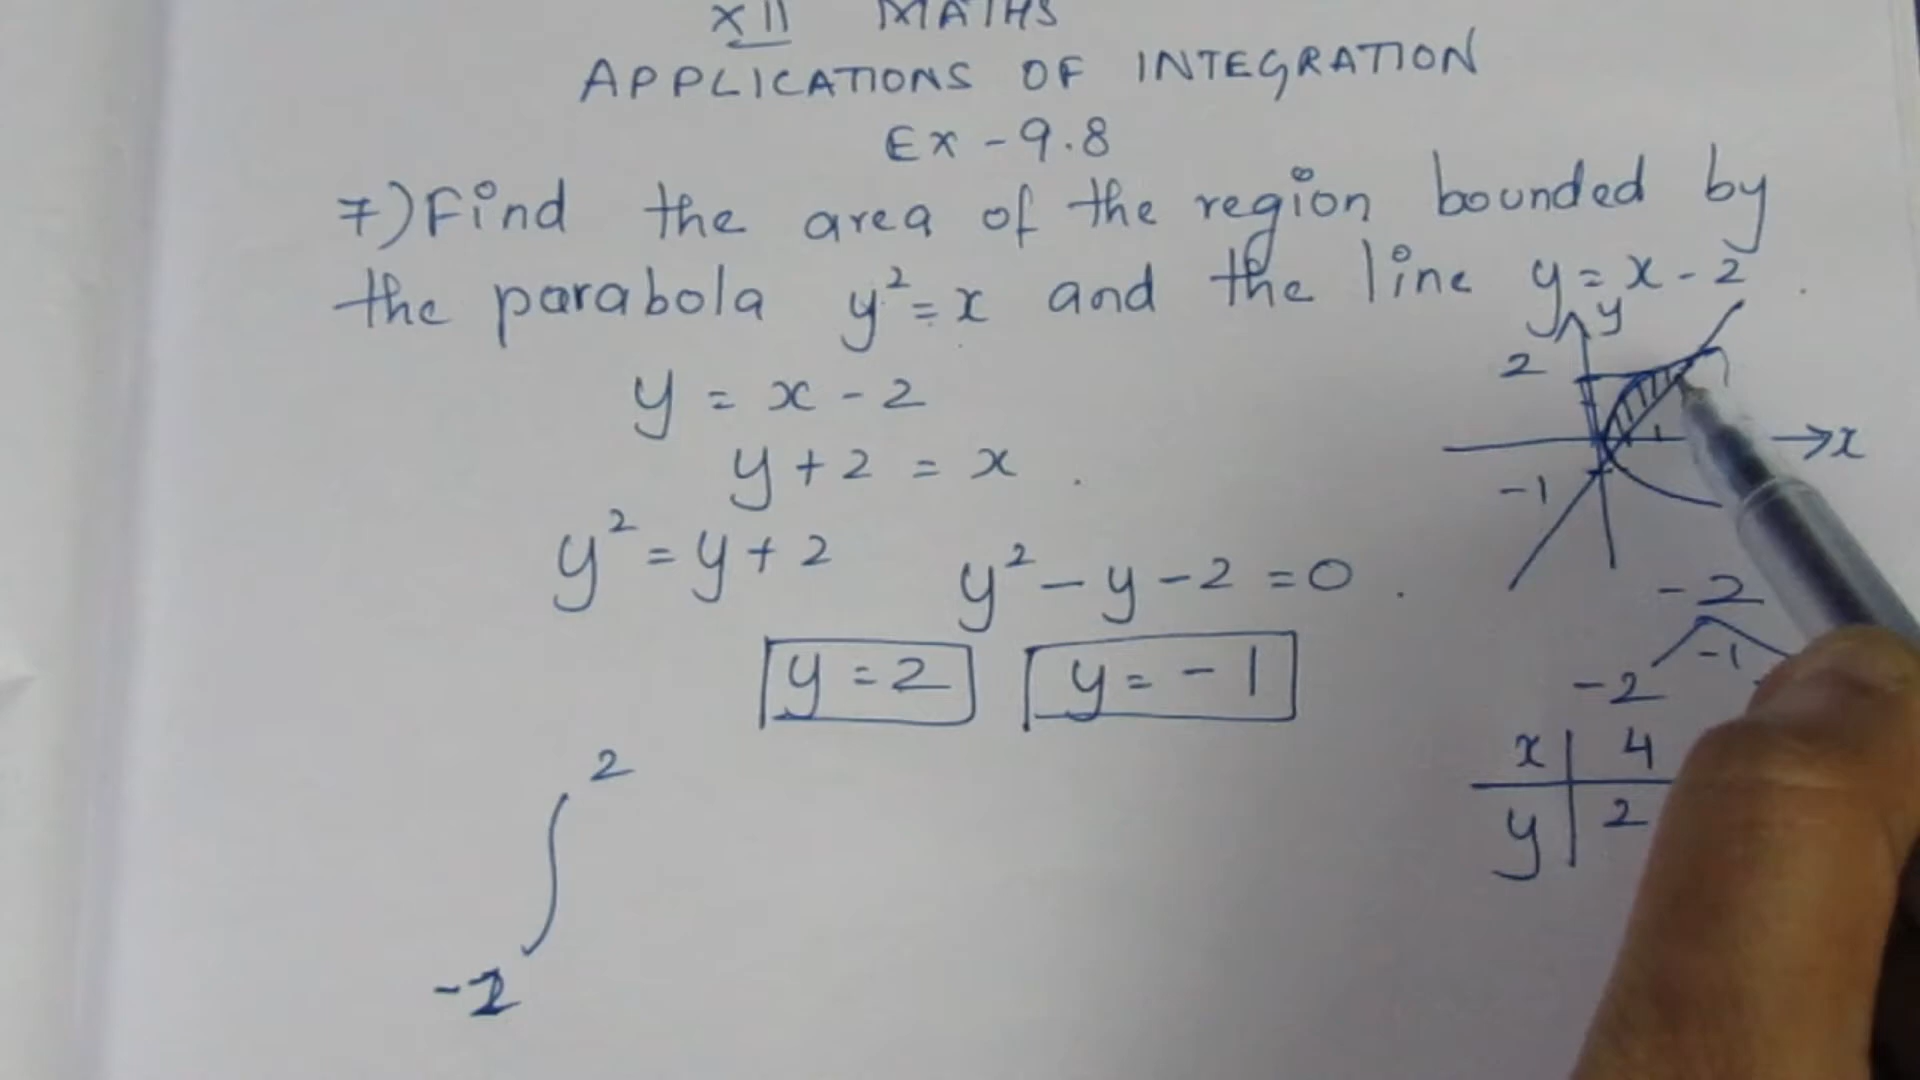 XII MATHS
APPLICATIONS OF INTEGRATION
Ex - 9.8
7) Find the area of the region bounded by
the parabola y² = x and the line y = x - 2
y = x - 2
y + 2 = x
y² = y + 2 y² - y - 2 = 0
y = 2 y = -1
∫ 2
y
2
x
-1
-2
-1
-2
x | 4
y | 2